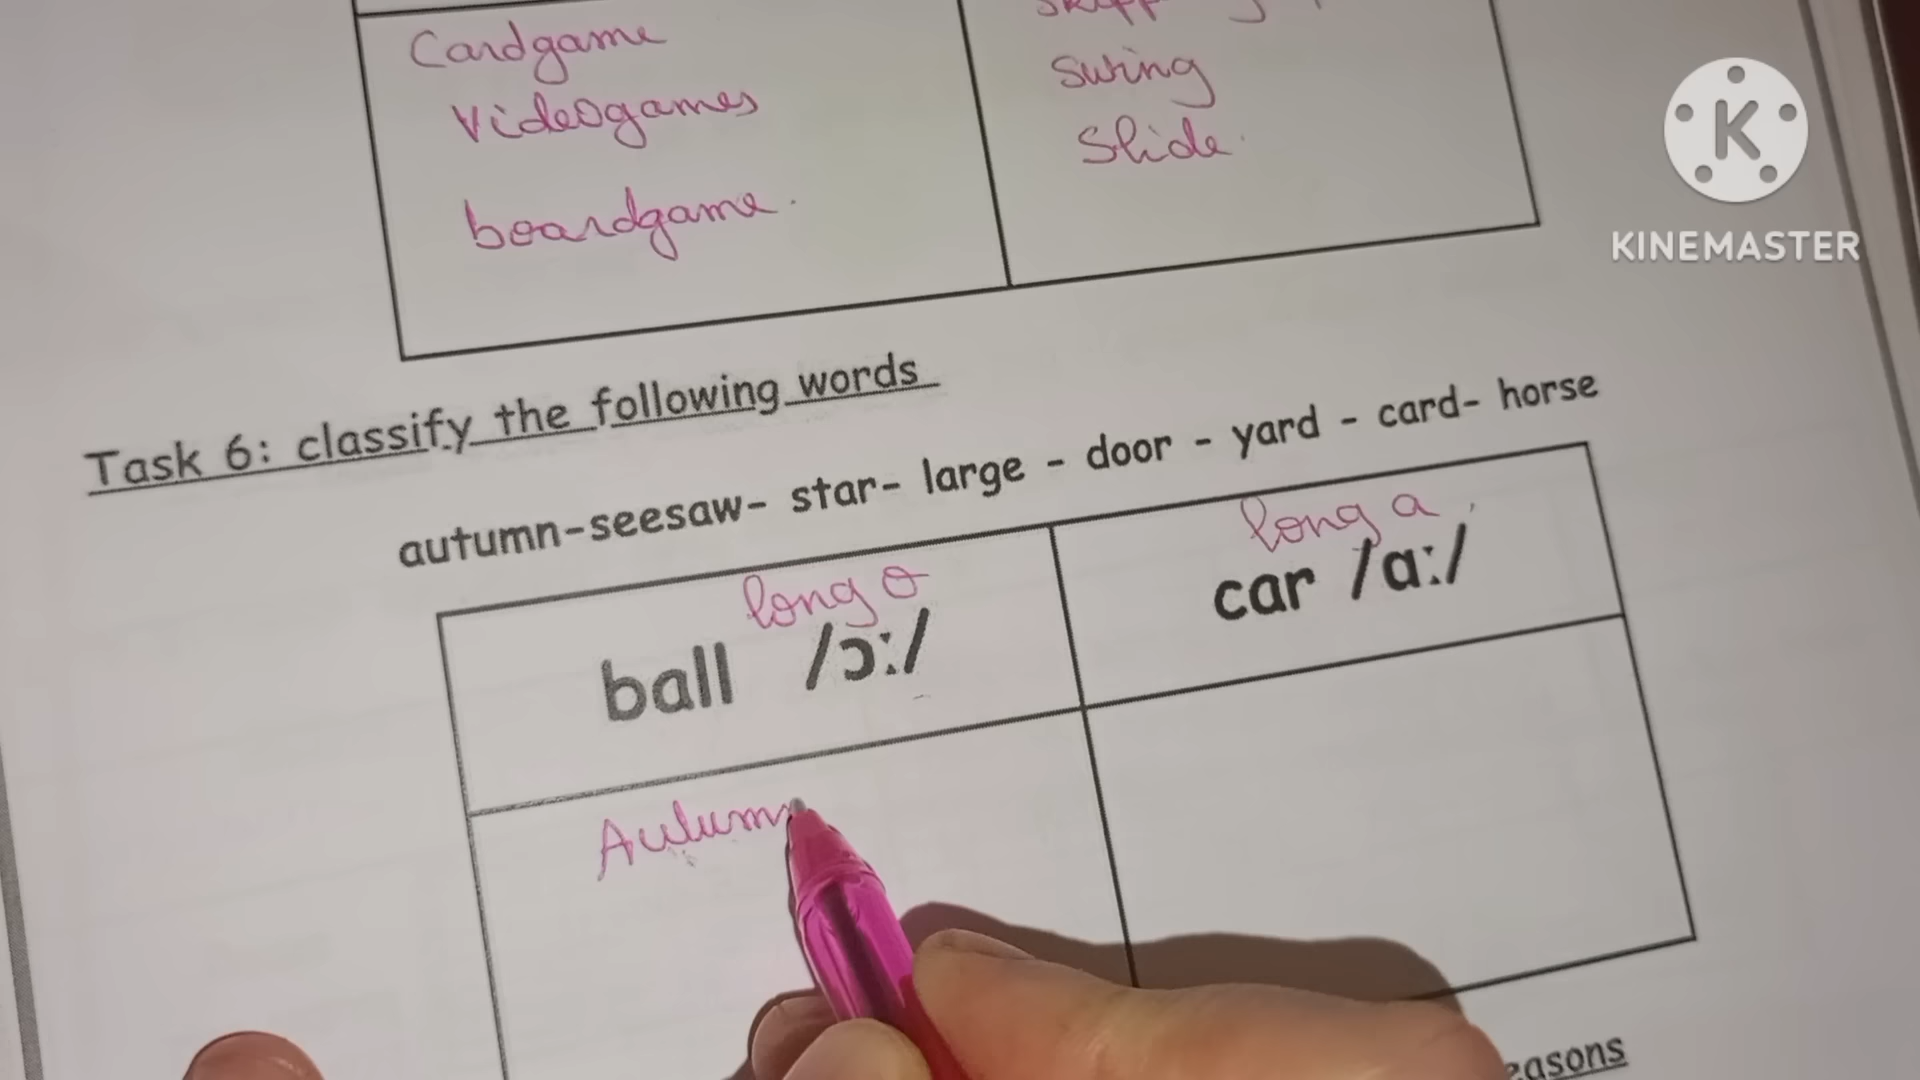 Cardgame
videogames
boardgame.
swing
Slide.
K
KINEMASTER
Task 6: classify the following words
autumn-seesaw- star- large - door - yard - card- horse
long o
ball /ɔː/
long a
car /ɑː/
Autum
easons